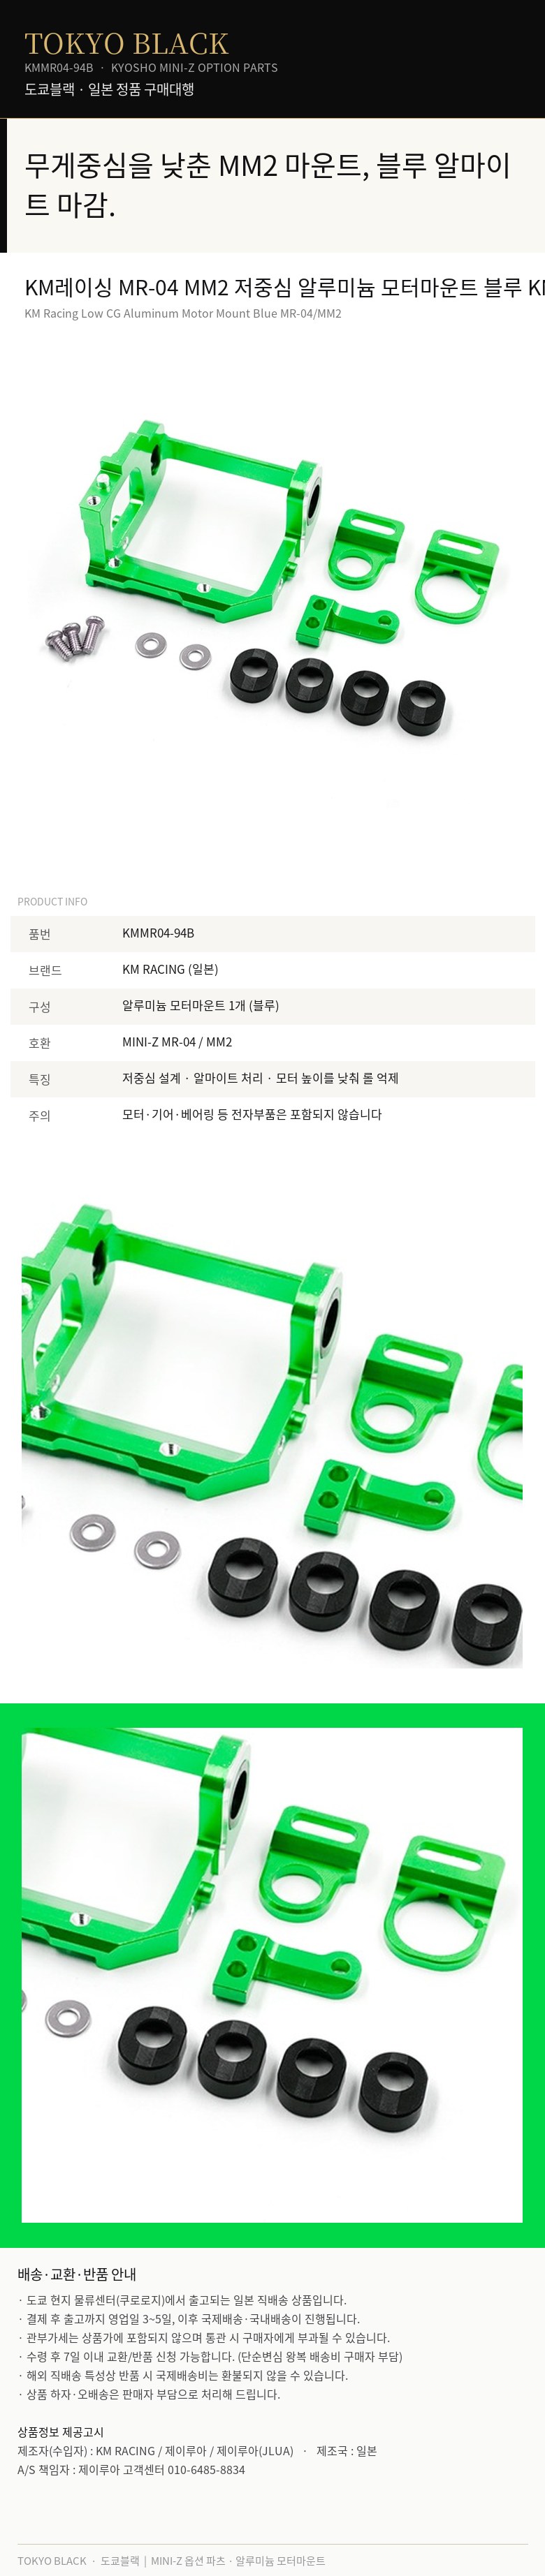 TOKYO BLACK
KMMR04-94B · KYOSHO MINI-Z OPTION PARTS
도쿄블랙 · 일본 정품 구매대행
무게중심을 낮춘 MM2 마운트, 블루 알마이
트 마감.
KM레이싱 MR-04 MM2 저중심 알루미늄 모터마운트 블루
KM Racing Low CG Aluminum Motor Mount Blue MR-04/MM2
PRODUCT INFO
품번 KMMR04-94B
브랜드 KM RACING (일본)
구성 알루미늄 모터마운트 1개 (블루)
호환 MINI-Z MR-04 / MM2
특징 저중심 설계 · 알마이트 처리 · 모터 높이를 낮춰 롤 억제
주의 모터·기어·베어링 등 전자부품은 포함되지 않습니다
배송·교환·반품 안내
· 도쿄 현지 물류센터(쿠로로지)에서 출고되는 일본 직배송 상품입니다.
· 결제 후 출고까지 영업일 3~5일, 이후 국제배송·국내배송이 진행됩니다.
· 관부가세는 상품가에 포함되지 않으며 통관 시 구매자에게 부과될 수 있습니다.
· 수령 후 7일 이내 교환/반품 신청 가능합니다. (단순변심 왕복 배송비 구매자 부담)
· 해외 직배송 특성상 반품 시 국제배송비는 환불되지 않을 수 있습니다.
· 상품 하자·오배송은 판매자 부담으로 처리해 드립니다.
상품정보 제공고시
제조자(수입자) : KM RACING / 제이루아 / 제이루아(JLUA) · 제조국 : 일본
A/S 책임자 : 제이루아 고객센터 010-6485-8834
TOKYO BLACK · 도쿄블랙 | MINI-Z 옵션 파츠 · 알루미늄 모터마운트